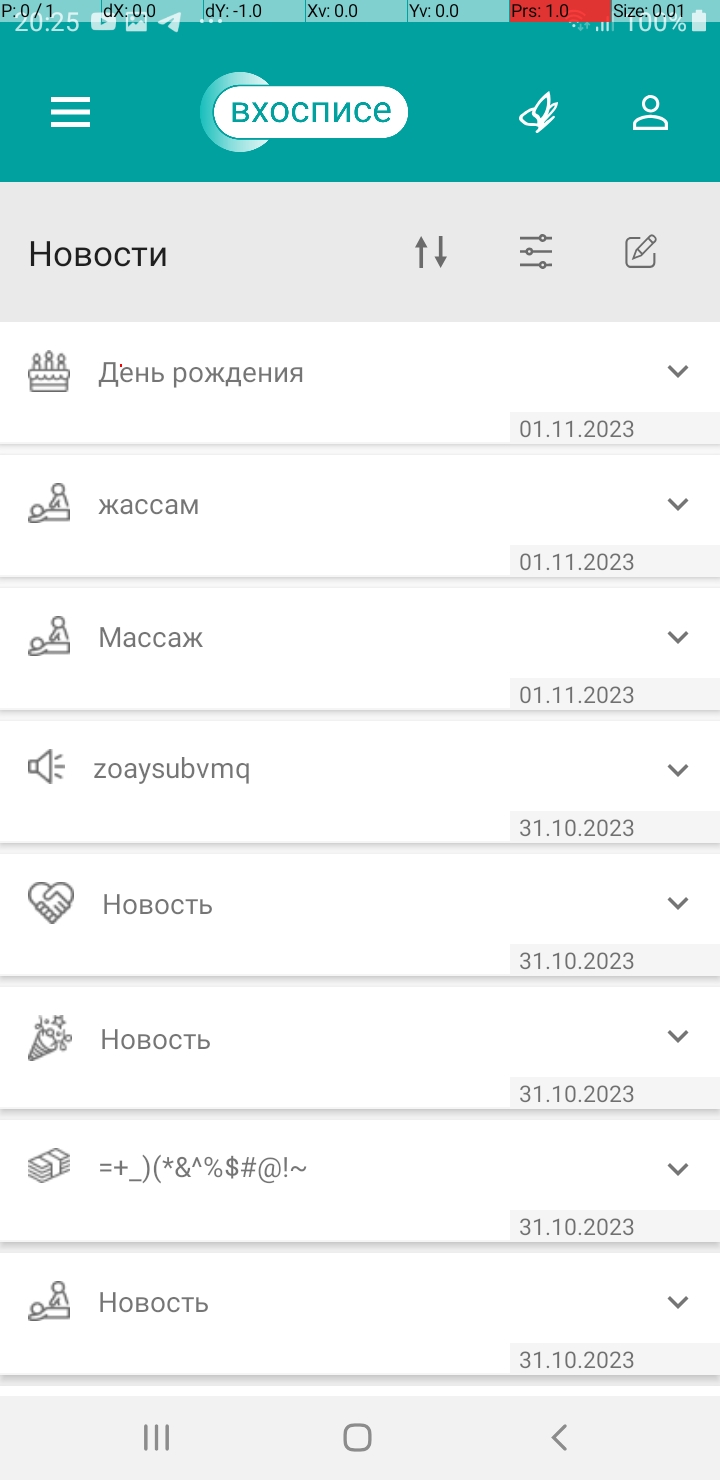 P: 0 / 1 dX: 0.0 dY: -1.0 Xv: 0.0 Yv: 0.0 Prs: 1.0 Size: 0.01
20:25 100%
вхосписе
Новости
День рождения
01.11.2023
жассам
01.11.2023
Массаж
01.11.2023
zoaysubvmq
31.10.2023
Новость
31.10.2023
Новость
31.10.2023
=+_)(*&^%$#@!~
31.10.2023
Новость
31.10.2023